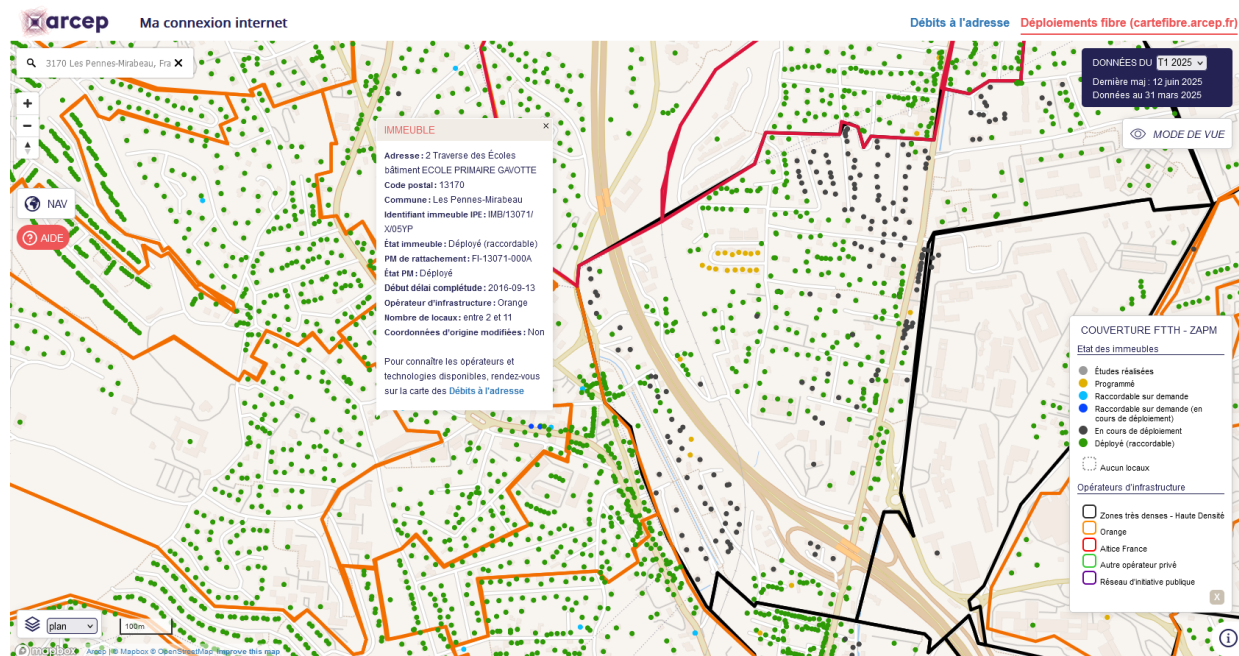 arcep
Ma connexion internet
Débits à l'adresse
Déploiements fibre (cartefibre.arcep.fr)
3170 Les Pennes-Mirabeau, Fra
DONNÉES DU T1 2025
Dernière maj : 12 juin 2025
Données au 31 mars 2025
MODE DE VUE
NAV
AIDE
IMMEUBLE
Adresse : 2 Traverse des Écoles
bâtiment ECOLE PRIMAIRE GAVOTTE
Code postal : 13170
Commune : Les Pennes-Mirabeau
Identifiant immeuble IPE : IMB/13071/
X/05YP
État immeuble : Déployé (raccordable)
PM de rattachement : FI-13071-000A
État PM : Déployé
Début délai complétude : 2016-09-13
Opérateur d'infrastructure : Orange
Nombre de locaux : entre 2 et 11
Coordonnées d'origine modifiées : Non
Pour connaître les opérateurs et
technologies disponibles, rendez-vous
sur la carte des Débits à l'adresse
COUVERTURE FTTH - ZAPM
Etat des immeubles
Études réalisées
Programmé
Raccordable sur demande
Raccordable sur demande (en
cours de déploiement)
En cours de déploiement
Déployé (raccordable)
Aucun locaux
Opérateurs d'infrastructure
Zones très denses - Haute Densité
Orange
Altice France
Autre opérateur privé
Réseau d'initiative publique
X
plan
100m
mapbox
Arcep | © Mapbox © OpenStreetMap Improve this map